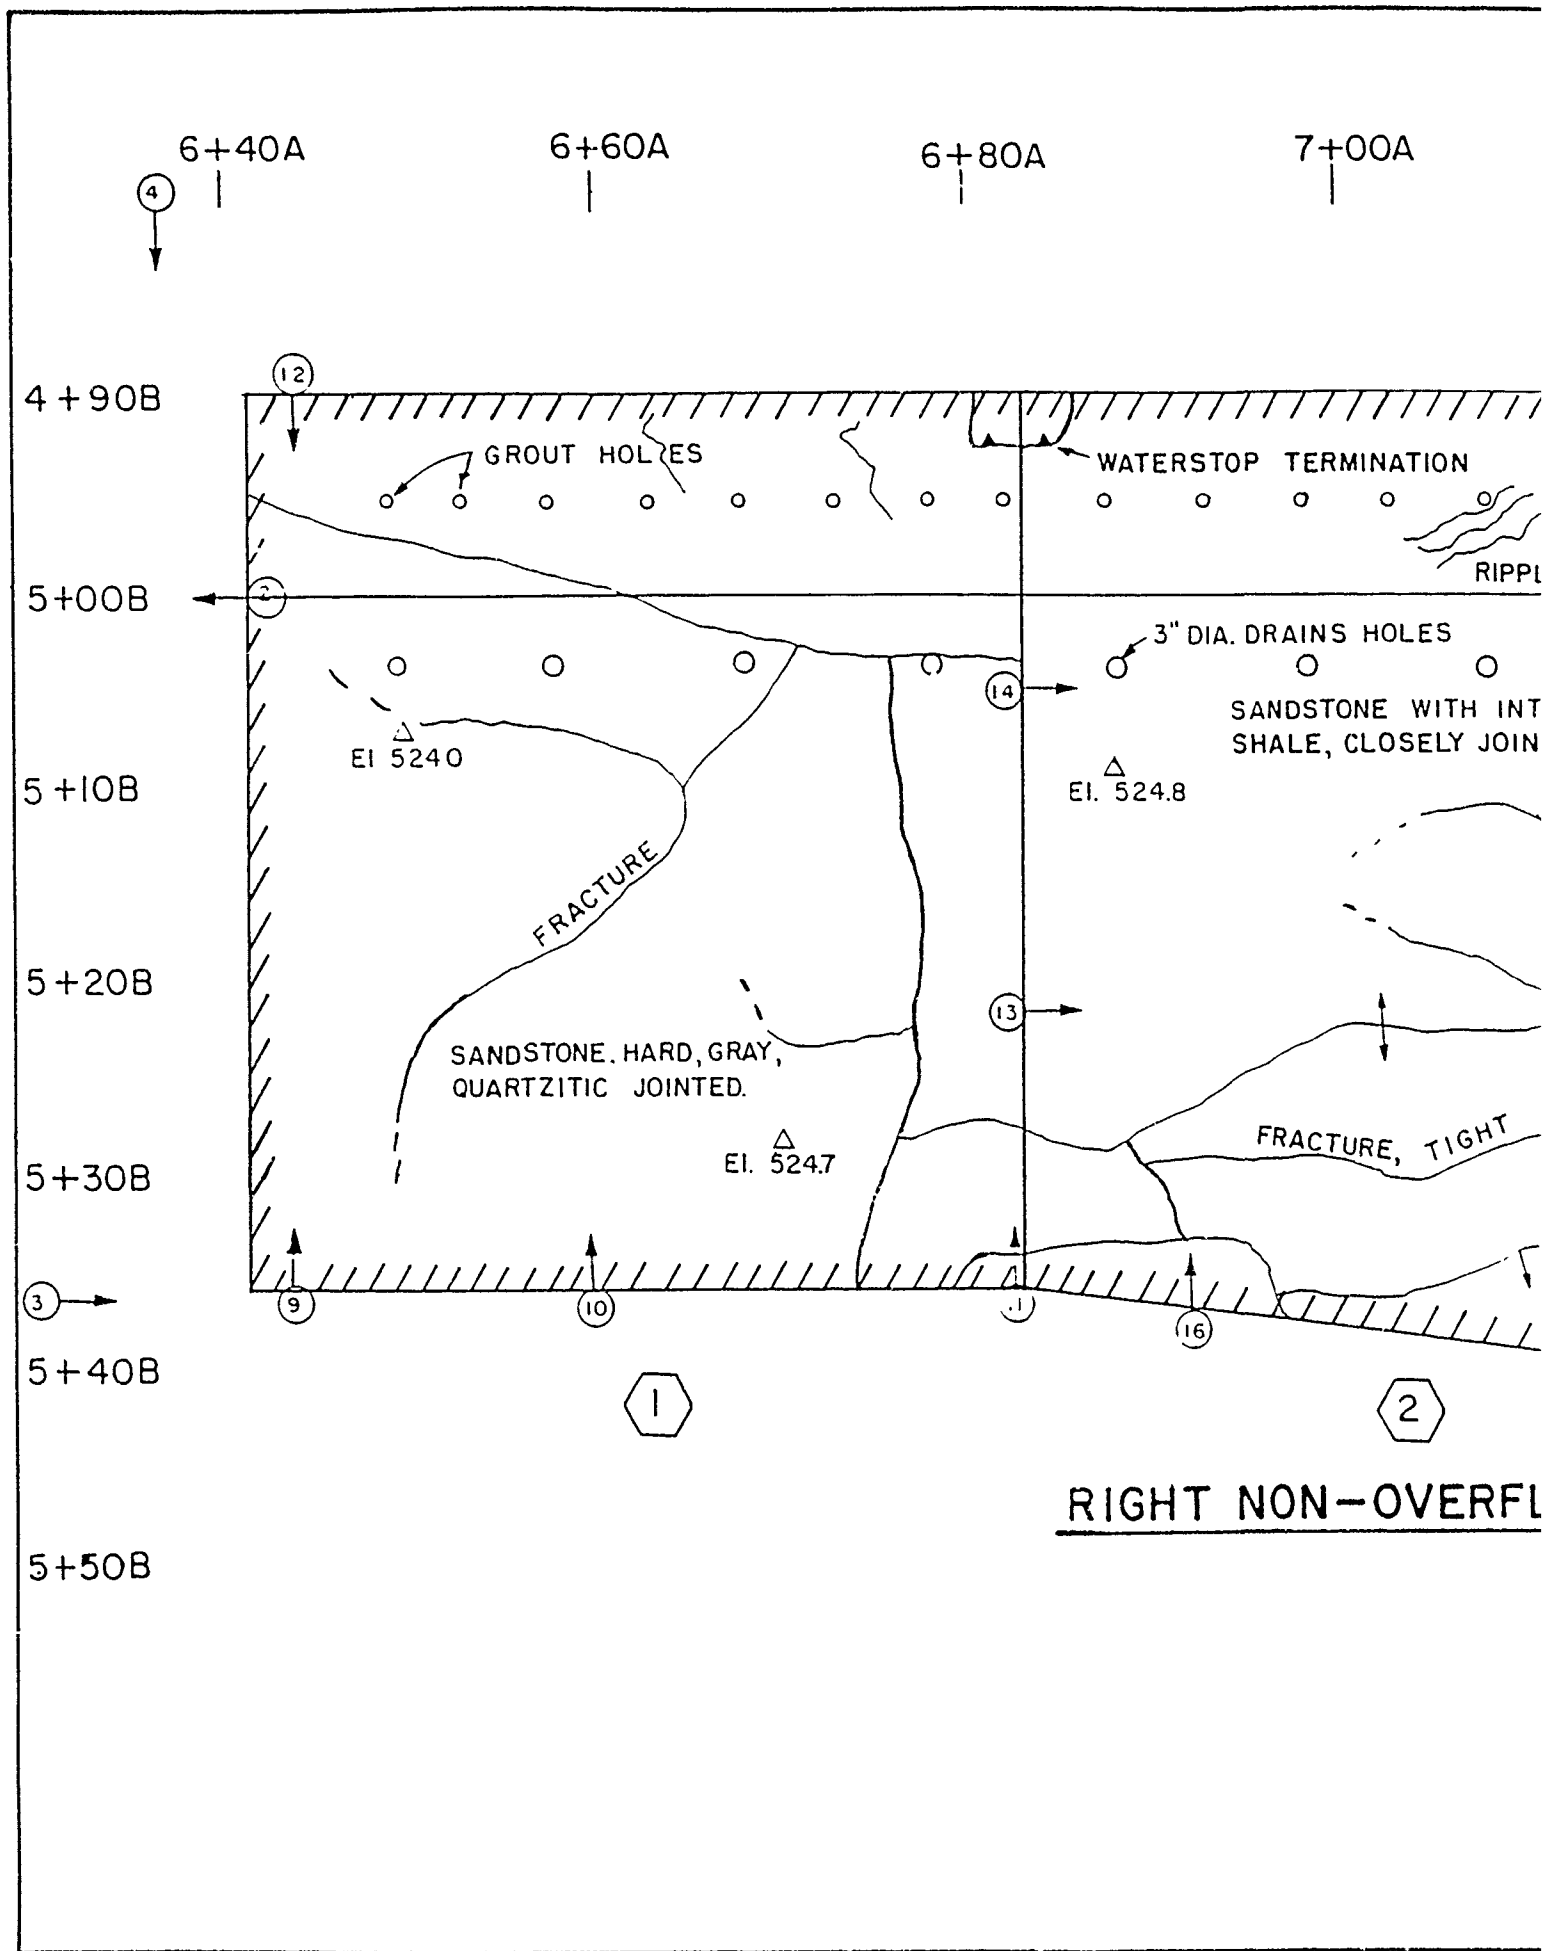 6+40A 6+60A 6+80A 7+00A
4
12
4+90B
GROUT HOLES
WATERSTOP TERMINATION
RIPPL
5+00B
2
3" DIA. DRAINS HOLES
14
SANDSTONE WITH INT
SHALE, CLOSELY JOIN
El 5240
El. 524.8
5+10B
FRACTURE
5+20B
13
SANDSTONE. HARD, GRAY,
QUARTZITIC JOINTED.
FRACTURE, TIGHT
El. 524.7
5+30B
3
9
10
16
5+40B
1
2
RIGHT NON-OVERFL
5+50B